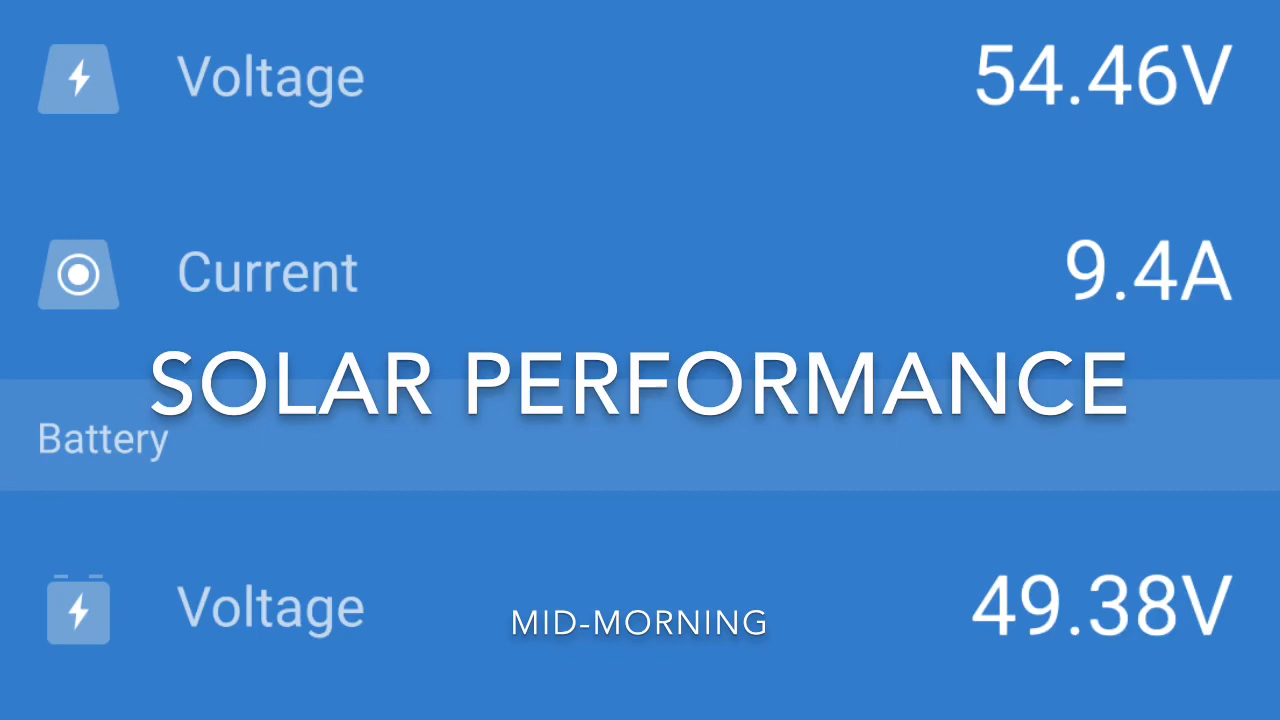 Voltage 54.46V
Current 9.4A
SOLAR PERFORMANCE
Battery
Voltage 49.38V
MID-MORNING